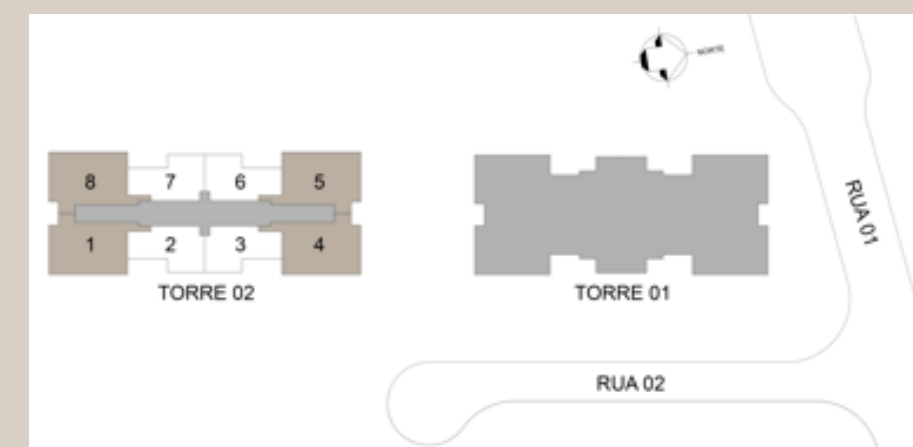 NORTE
8 7 6 5
1 2 3 4
TORRE 02
TORRE 01
RUA 01
RUA 02